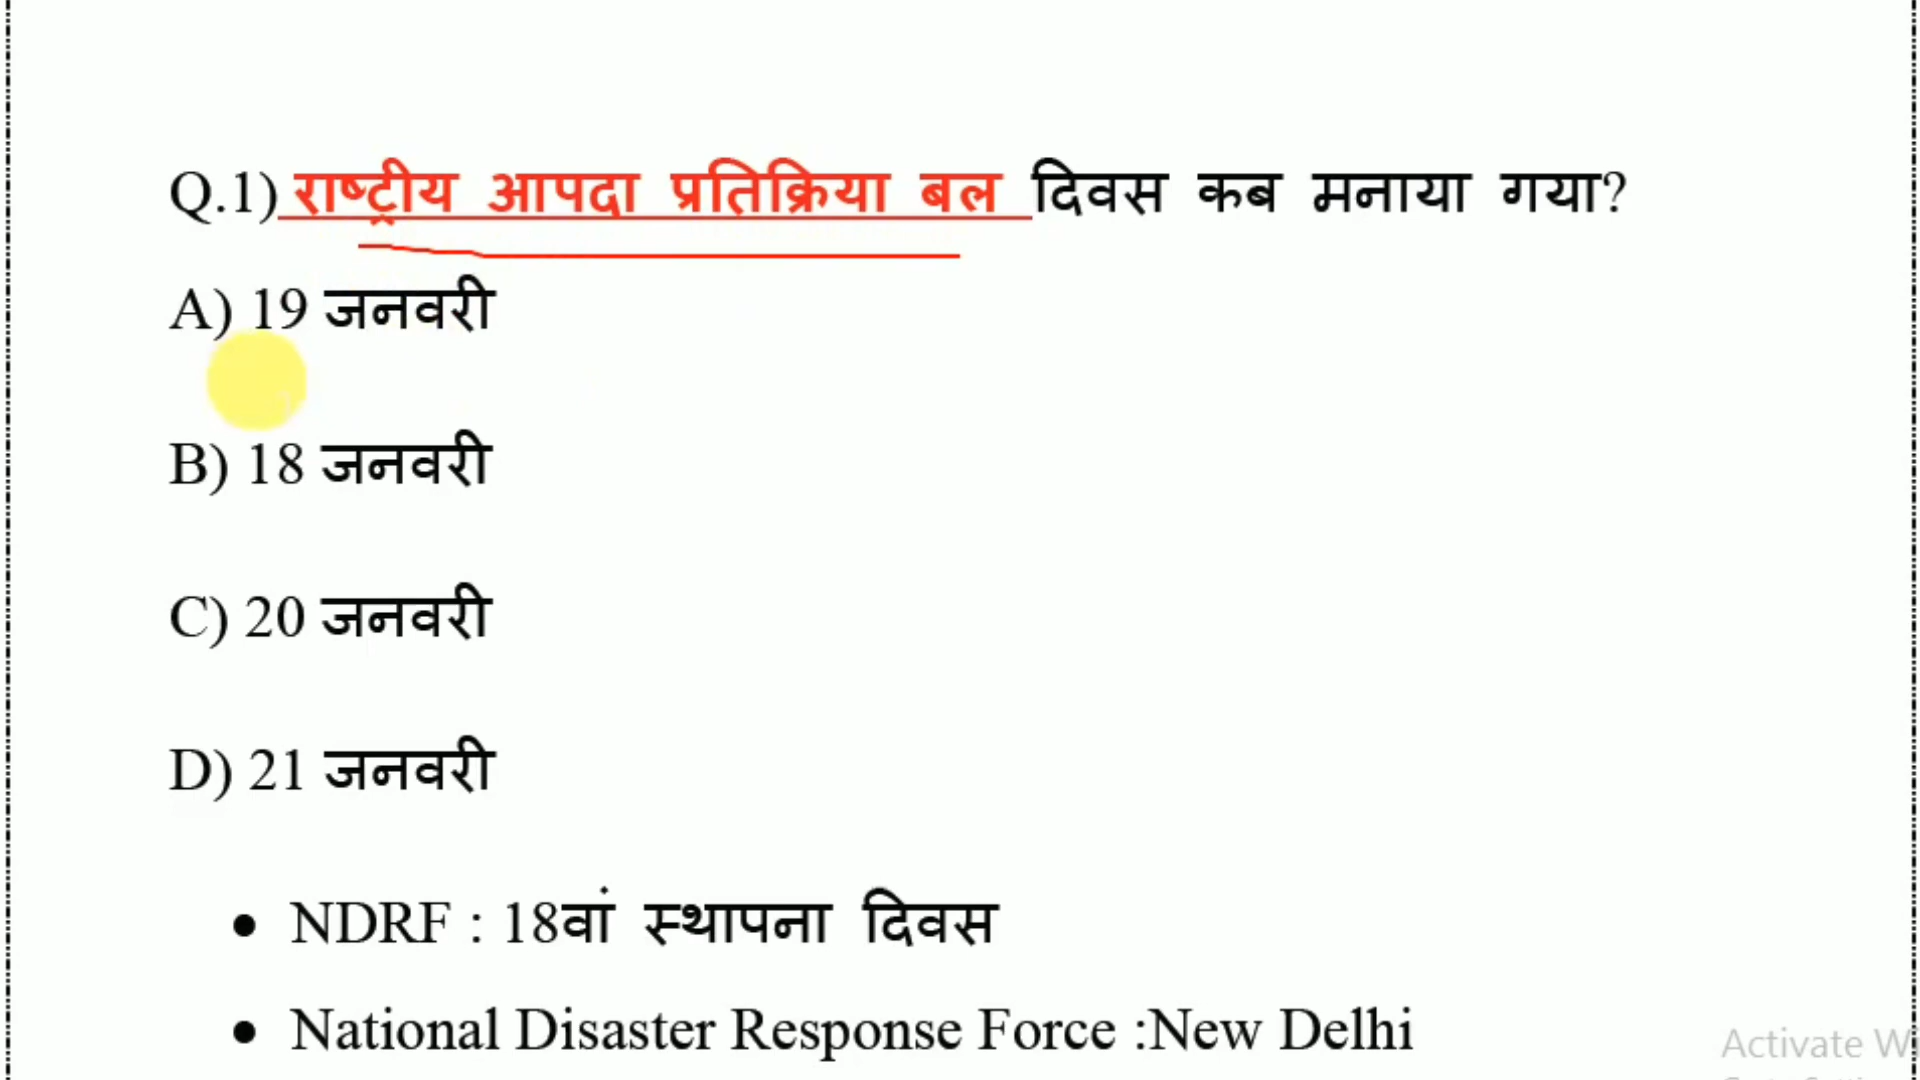 Q.1) राष्ट्रीय आपदा प्रतिक्रिया बल दिवस कब मनाया गया?
A) 19 जनवरी
B) 18 जनवरी
C) 20 जनवरी
D) 21 जनवरी
• NDRF : 18वां स्थापना दिवस
• National Disaster Response Force :New Delhi
Activate W